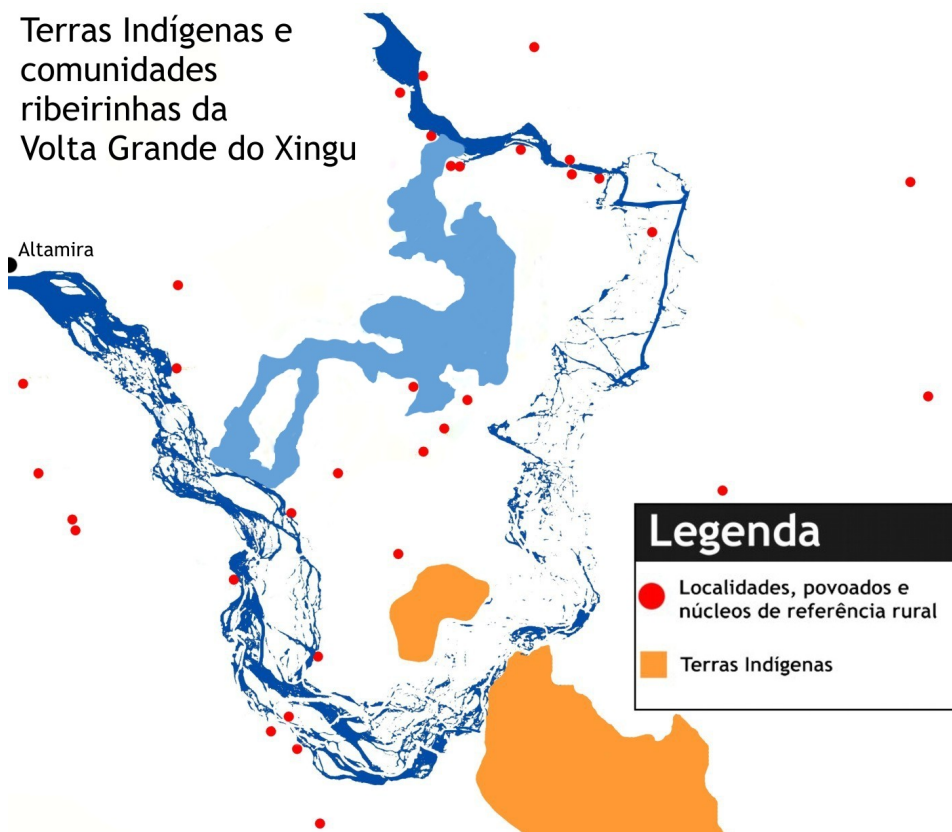 Terras Indígenas e
comunidades
ribeirinhas da
Volta Grande do Xingu
Altamira
Legenda
Localidades, povoados e
núcleos de referência rural
Terras Indígenas